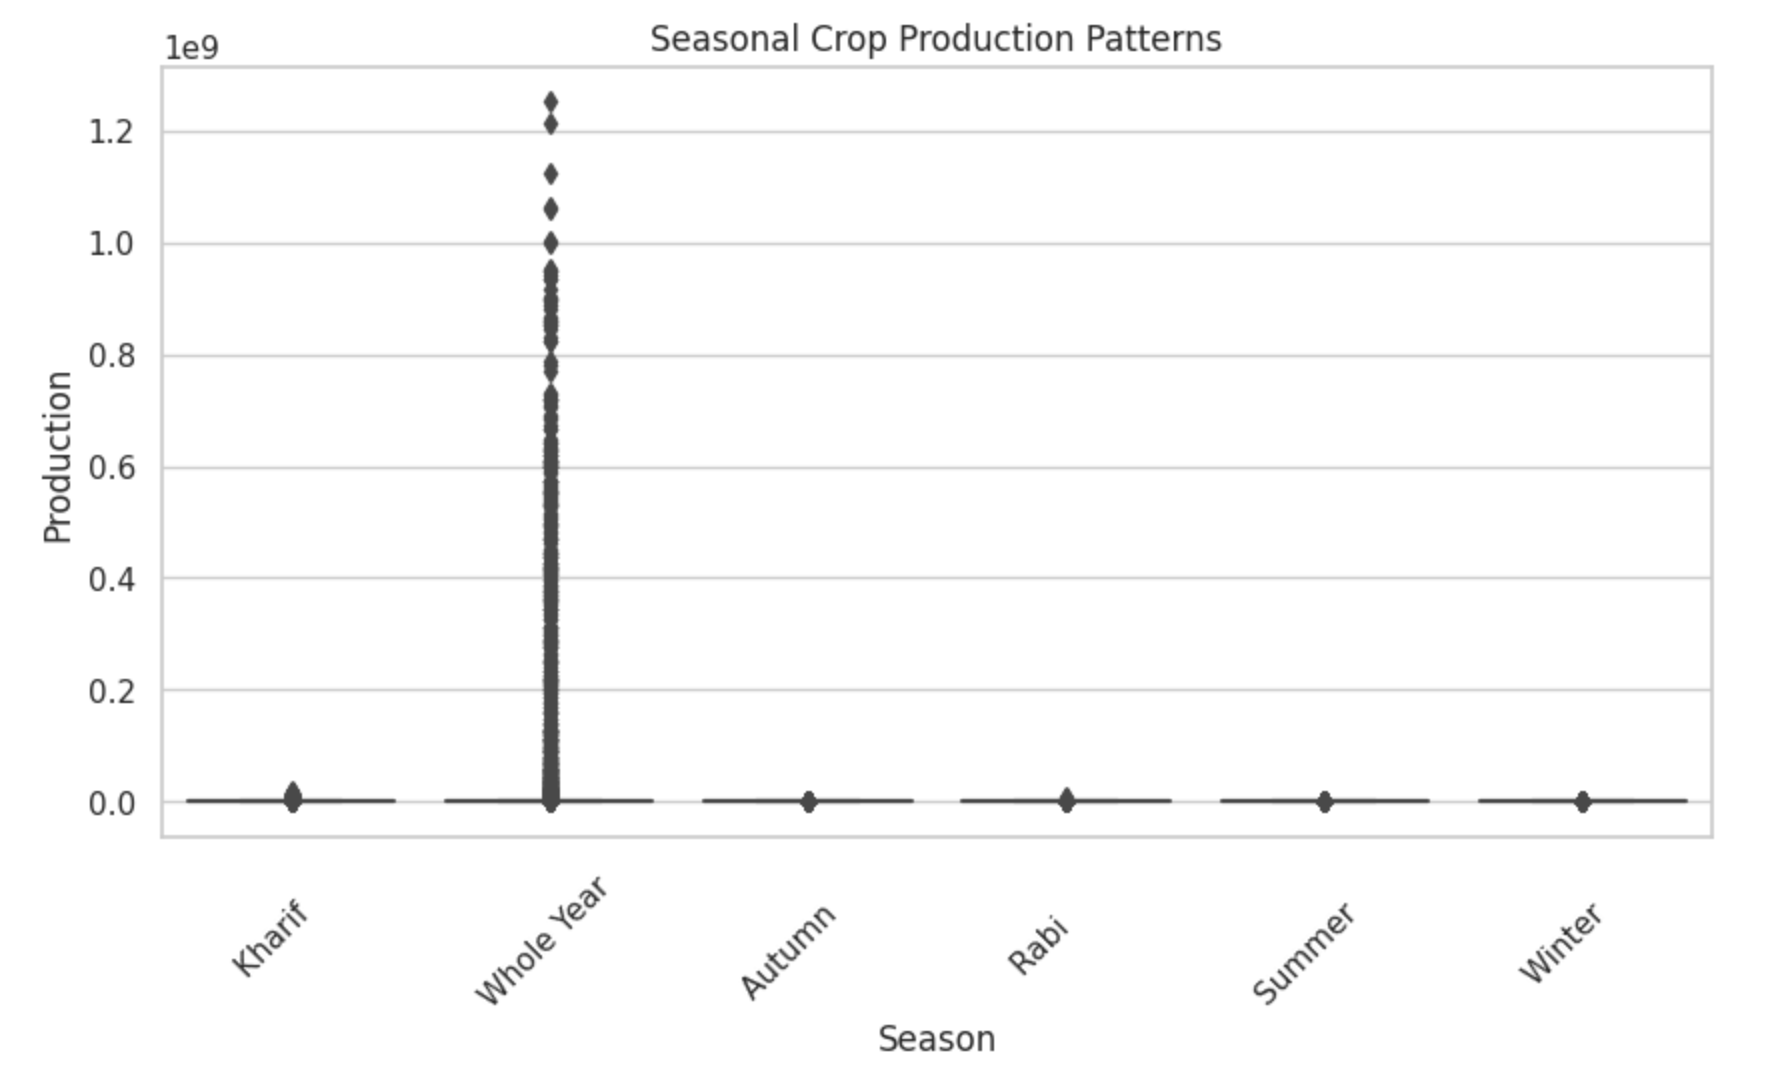 Seasonal Crop Production Patterns
1e9
1.2
1.0
0.8
0.6
0.4
0.2
0.0
Production
Kharif
Whole Year
Autumn
Rabi
Summer
Winter
Season